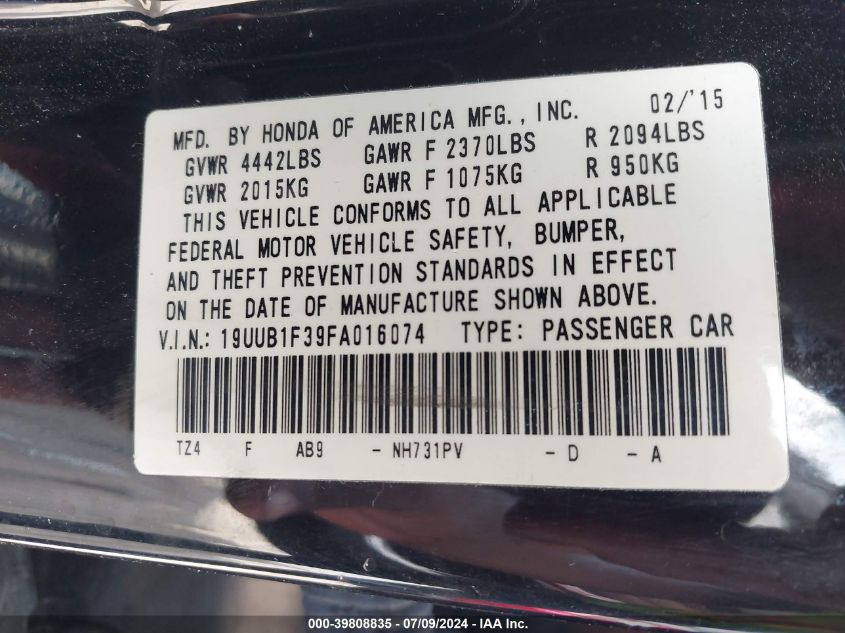 02/'15
MFD. BY HONDA OF AMERICA MFG., INC.
GVWR 4442LBS GAWR F 2370LBS R 2094LBS
GVWR 2015KG GAWR F 1075KG R 950KG
THIS VEHICLE CONFORMS TO ALL APPLICABLE
FEDERAL MOTOR VEHICLE SAFETY, BUMPER,
AND THEFT PREVENTION STANDARDS IN EFFECT
ON THE DATE OF MANUFACTURE SHOWN ABOVE.
V.I.N.: 19UUB1F39FA016074 TYPE: PASSENGER CAR
TZ4 F AB9 - NH731PV - D - A
000-39808835 - 07/09/2024 - IAA Inc.